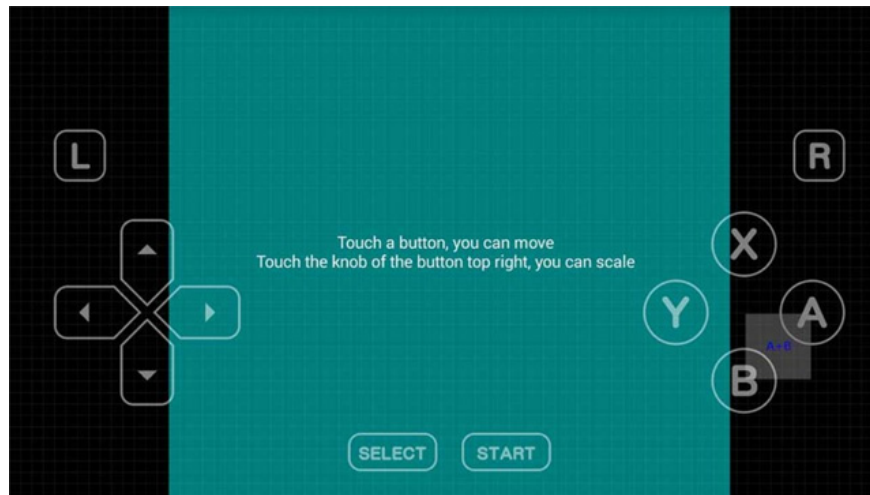 L
R
X
Touch a button, you can move
Touch the knob of the button top right, you can scale
Y
A
A+B
B
SELECT
START